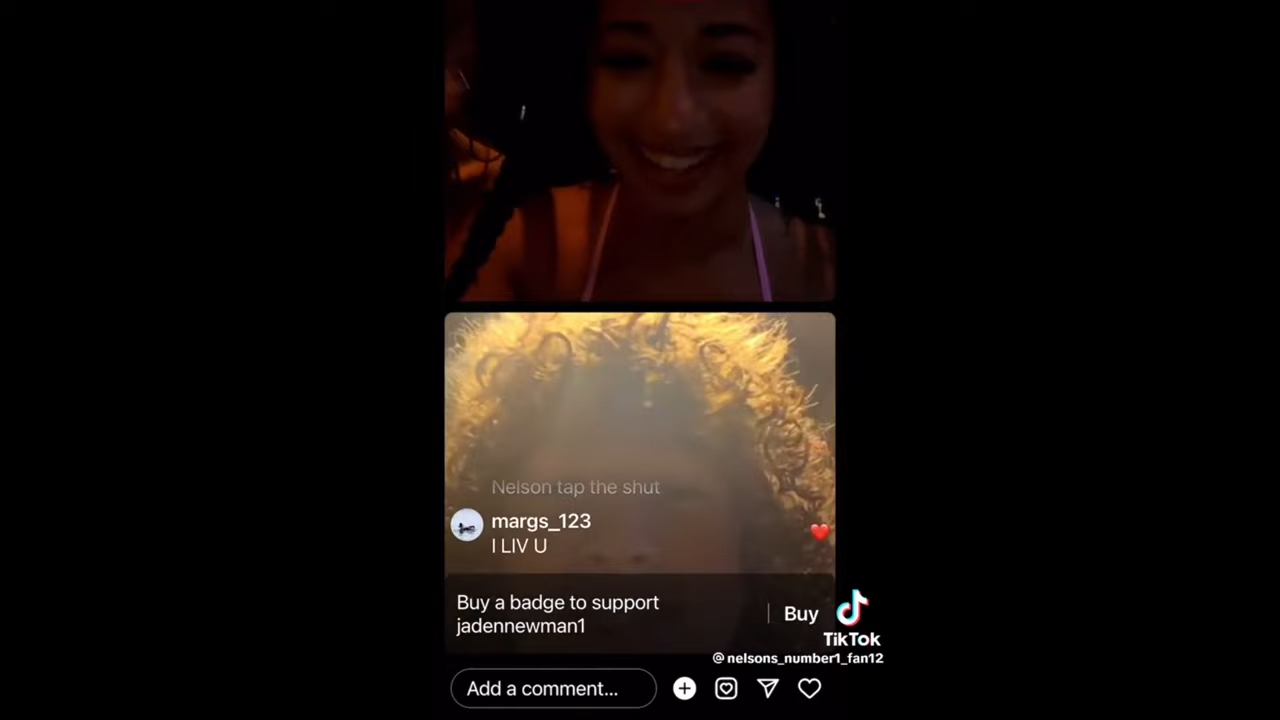 Nelson tap the shut
margs_123
I LIV U
Buy a badge to support
jadennewman1
Buy
TikTok
@nelsons_number1_fan12
Add a comment...